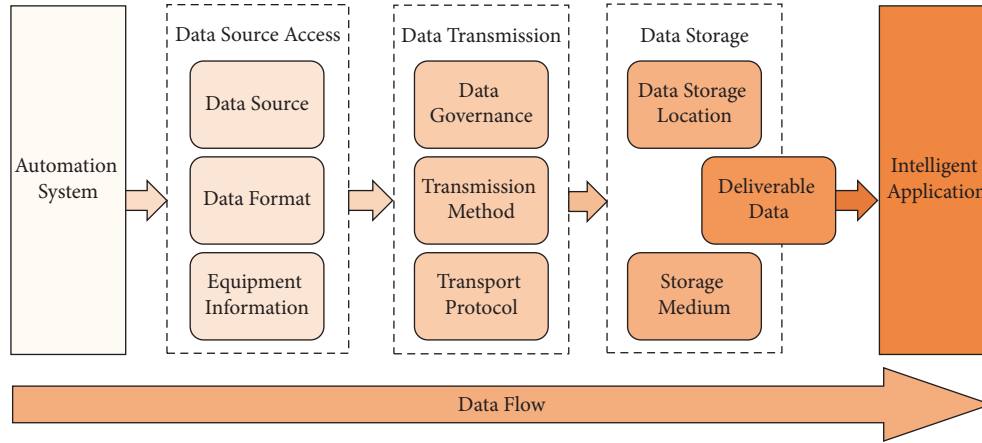 Automation
System
Data Source Access
Data Source
Data Format
Equipment
Information
Data Transmission
Data
Governance
Transmission
Method
Transport
Protocol
Data Storage
Data Storage
Location
Deliverable
Data
Storage
Medium
Intelligent
Application
Data Flow